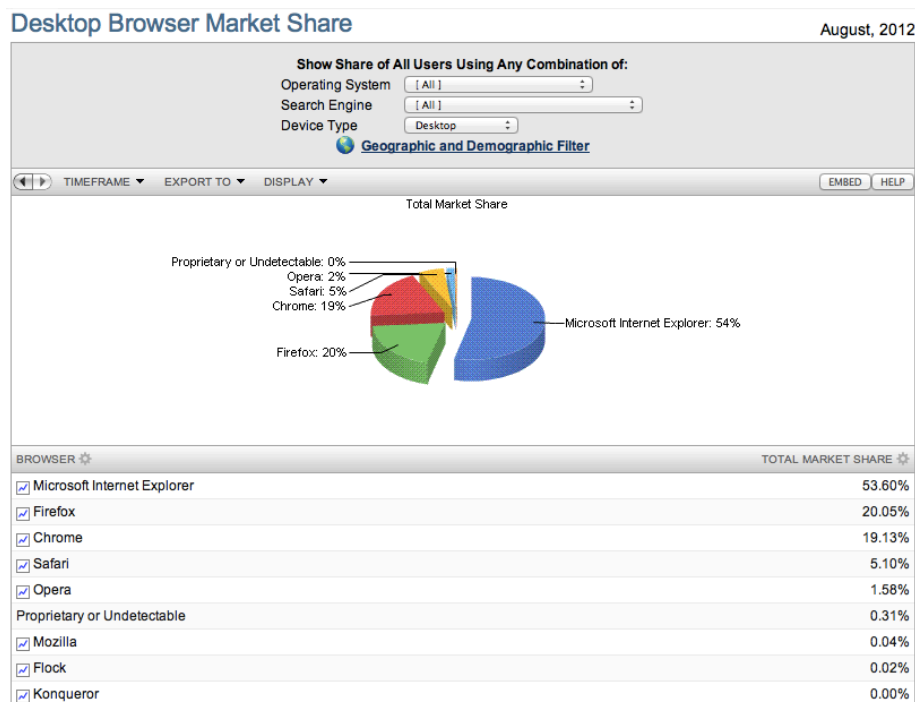 Desktop Browser Market Share
August, 2012
Show Share of All Users Using Any Combination of:
Operating System [ All ]
Search Engine [ All ]
Device Type Desktop
Geographic and Demographic Filter
TIMEFRAME EXPORT TO DISPLAY EMBED HELP
Total Market Share
Proprietary or Undetectable: 0%
Opera: 2%
Safari: 5%
Chrome: 19%
Microsoft Internet Explorer: 54%
Firefox: 20%
BROWSER TOTAL MARKET SHARE
Microsoft Internet Explorer 53.60%
Firefox 20.05%
Chrome 19.13%
Safari 5.10%
Opera 1.58%
Proprietary or Undetectable 0.31%
Mozilla 0.04%
Flock 0.02%
Konqueror 0.00%